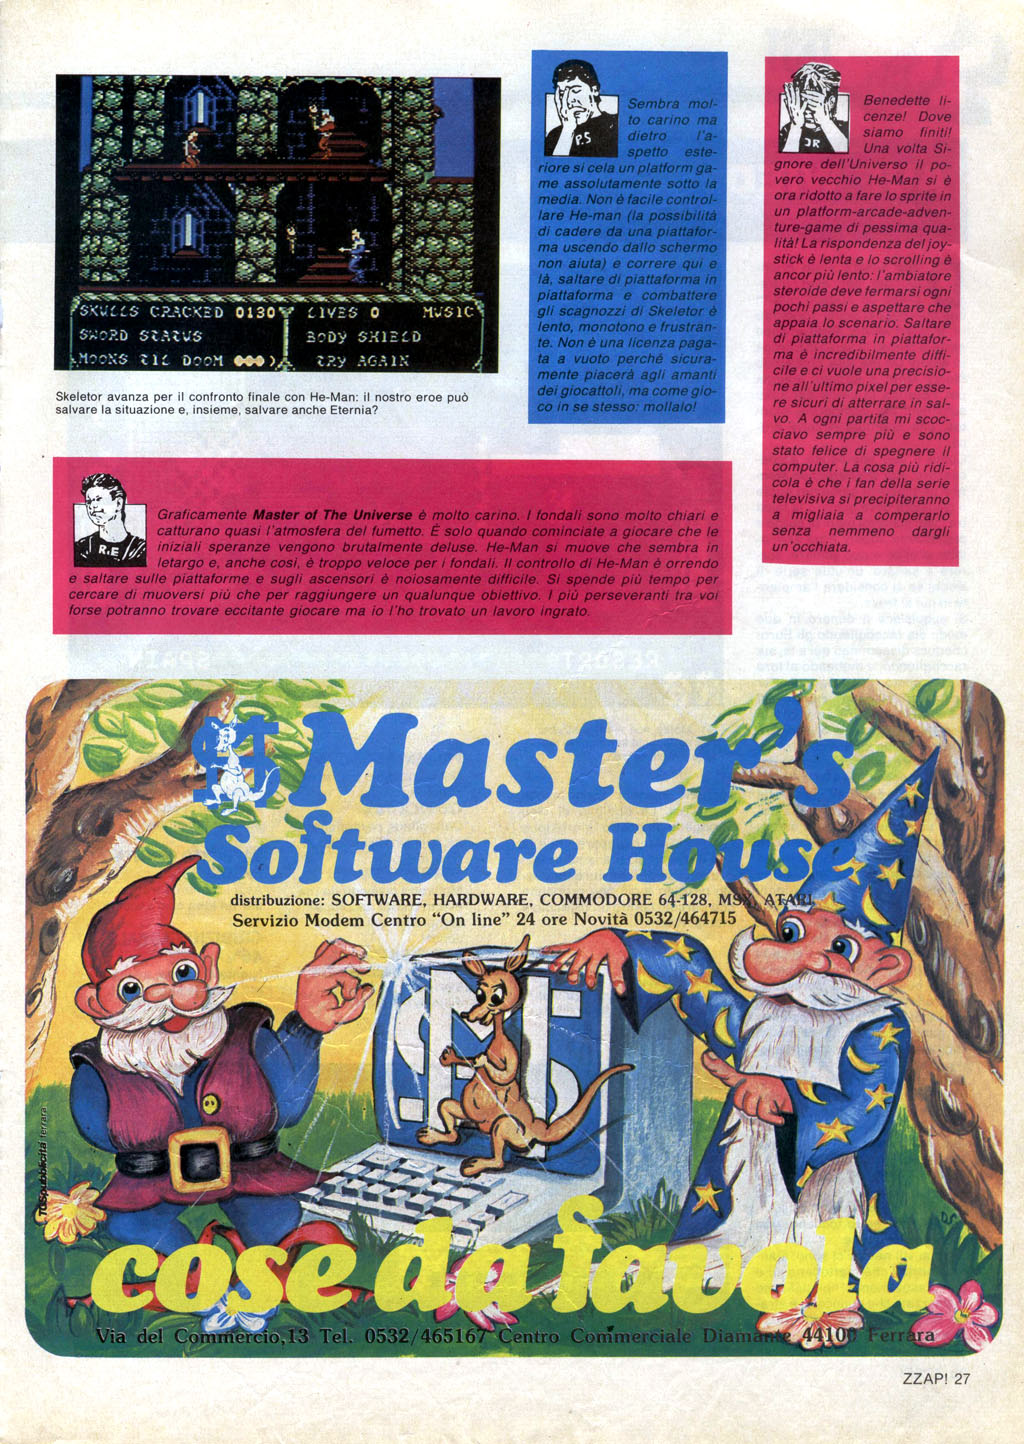 SKULLS CRACKED 0130
LIVES 0 MUSIC
SWORD STATUS
BODY SHIELD
MOONS TIL DOOM
TRY AGAIN
Skeletor avanza per il confronto finale con He-Man: il nostro eroe può
salvare la situazione e, insieme, salvare anche Eternia?
P.S
Sembra mol-
to carino ma
dietro l'a-
spetto este-
riore si cela un platform ga-
me assolutamente sotto la
media. Non è facile control-
lare He-man (la possibilità
di cadere da una piattafor-
ma uscendo dallo schermo
non aiuta) e correre qui e
là, saltare di piattaforma in
piattaforma e combattere
gli scagnozzi di Skeletor è
lento, monotono e frustran-
te. Non è una licenza paga-
ta a vuoto perché sicura-
mente piacerà agli amanti
dei giocattoli, ma come gio-
co in se stesso: mollalo!
JR
Benedette li-
cenze! Dove
siamo finiti!
Una volta Si-
gnore dell'Universo il po-
vero vecchio He-Man si è
ora ridotto a fare lo sprite in
un platform-arcade-adven-
ture-game di pessima qua-
lità! La rispondenza del joy-
stick è lenta e lo scrolling è
ancor più lento: l'ambiatore
steroide deve fermarsi ogni
pochi passi e aspettare che
appaia lo scenario. Saltare
di piattaforma in piattafor-
ma è incredibilmente diffi-
cile e ci vuole una precisio-
ne all'ultimo pixel per esse-
re sicuri di atterrare in sal-
vo. A ogni partita mi scoc-
ciavo sempre più e sono
stato felice di spegnere il
computer. La cosa più ridi-
cola è che i fan della serie
televisiva si precipiteranno
a migliaia a comperarlo
senza nemmeno dargli
un'occhiata.
R.E
Graficamente Master of The Universe è molto carino. I fondali sono molto chiari e
catturano quasi l'atmosfera del fumetto. È solo quando cominciate a giocare che le
iniziali speranze vengono brutalmente deluse. He-Man si muove che sembra in
letargo e, anche così, è troppo veloce per i fondali. Il controllo di He-Man è orrendo
e saltare sulle piattaforme e sugli ascensori è noiosamente difficile. Si spende più tempo per
cercare di muoversi più che per raggiungere un qualunque obiettivo. I più perseveranti tra voi
forse potranno trovare eccitante giocare ma io l'ho trovato un lavoro ingrato.
Master's
Software House
distribuzione: SOFTWARE, HARDWARE, COMMODORE 64-128, MSX, ATARI
Servizio Modem Centro "On line" 24 ore Novità 0532/464715
cose da favola
Via del Commercio,13 Tel. 0532/465167 Centro Commerciale Diamante 44100 Ferrara
ZZAP! 27